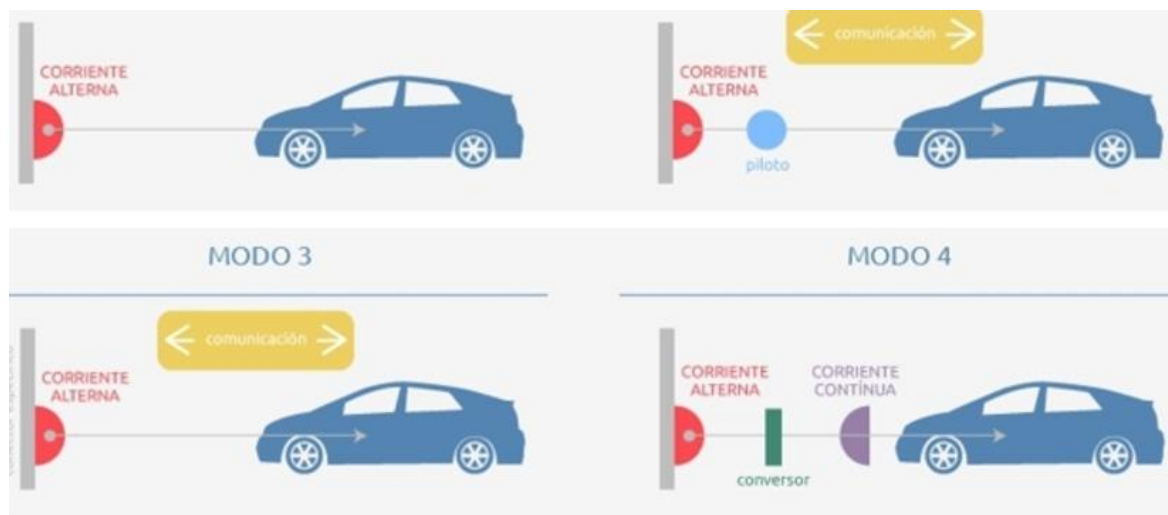 CORRIENTE
ALTERNA
comunicación
CORRIENTE
ALTERNA
piloto
MODO 3
comunicación
CORRIENTE
ALTERNA
MODO 4
CORRIENTE
ALTERNA
CORRIENTE
CONTÍNUA
conversor